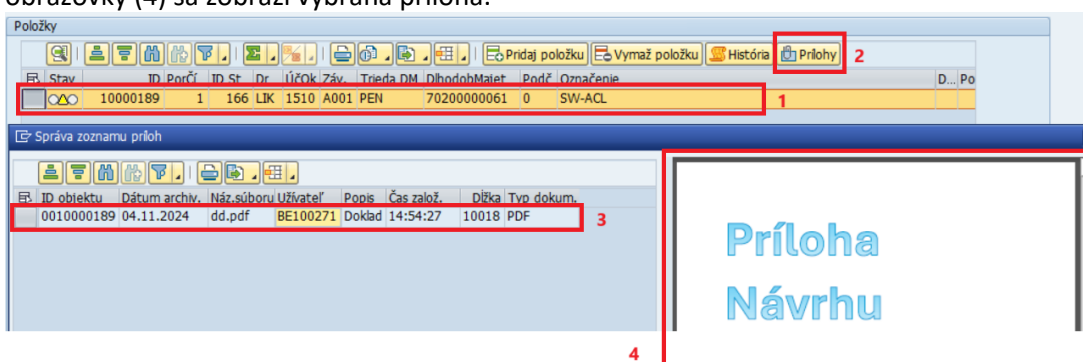 obrazovky (4) sa zobrazí vybraná príloha.
Položky
Pridaj položku Vymaž položku História Prílohy 2
Stav ID PorČí ID St Dr ÚčOk Záv. Trieda DM DlhodobMajet Podč Označenie D... Po
10000189 1 166 LIK 1510 A001 PEN 70200000061 0 SW-ACL
1
Správa zoznamu príloh
ID objektu Dátum archív. Náz.súboru Užívateľ Popis Čas založ. Dĺžka Typ dokum.
0010000189 04.11.2024 dd.pdf BE100271 Doklad 14:54:27 10018 PDF 3
Príloha
Návrhu
4